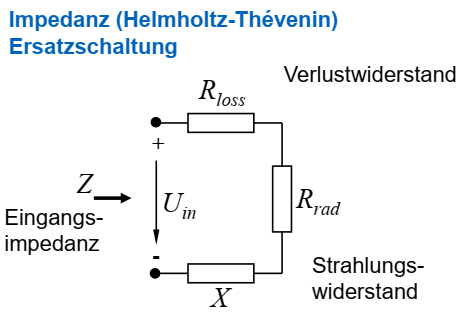 Impedanz (Helmholtz-Thévenin)
Ersatzschaltung
Verlustwiderstand
R_loss
+
Z
U_in
R_rad
Eingangs-
impedanz
-
X
Strahlungs-
widerstand